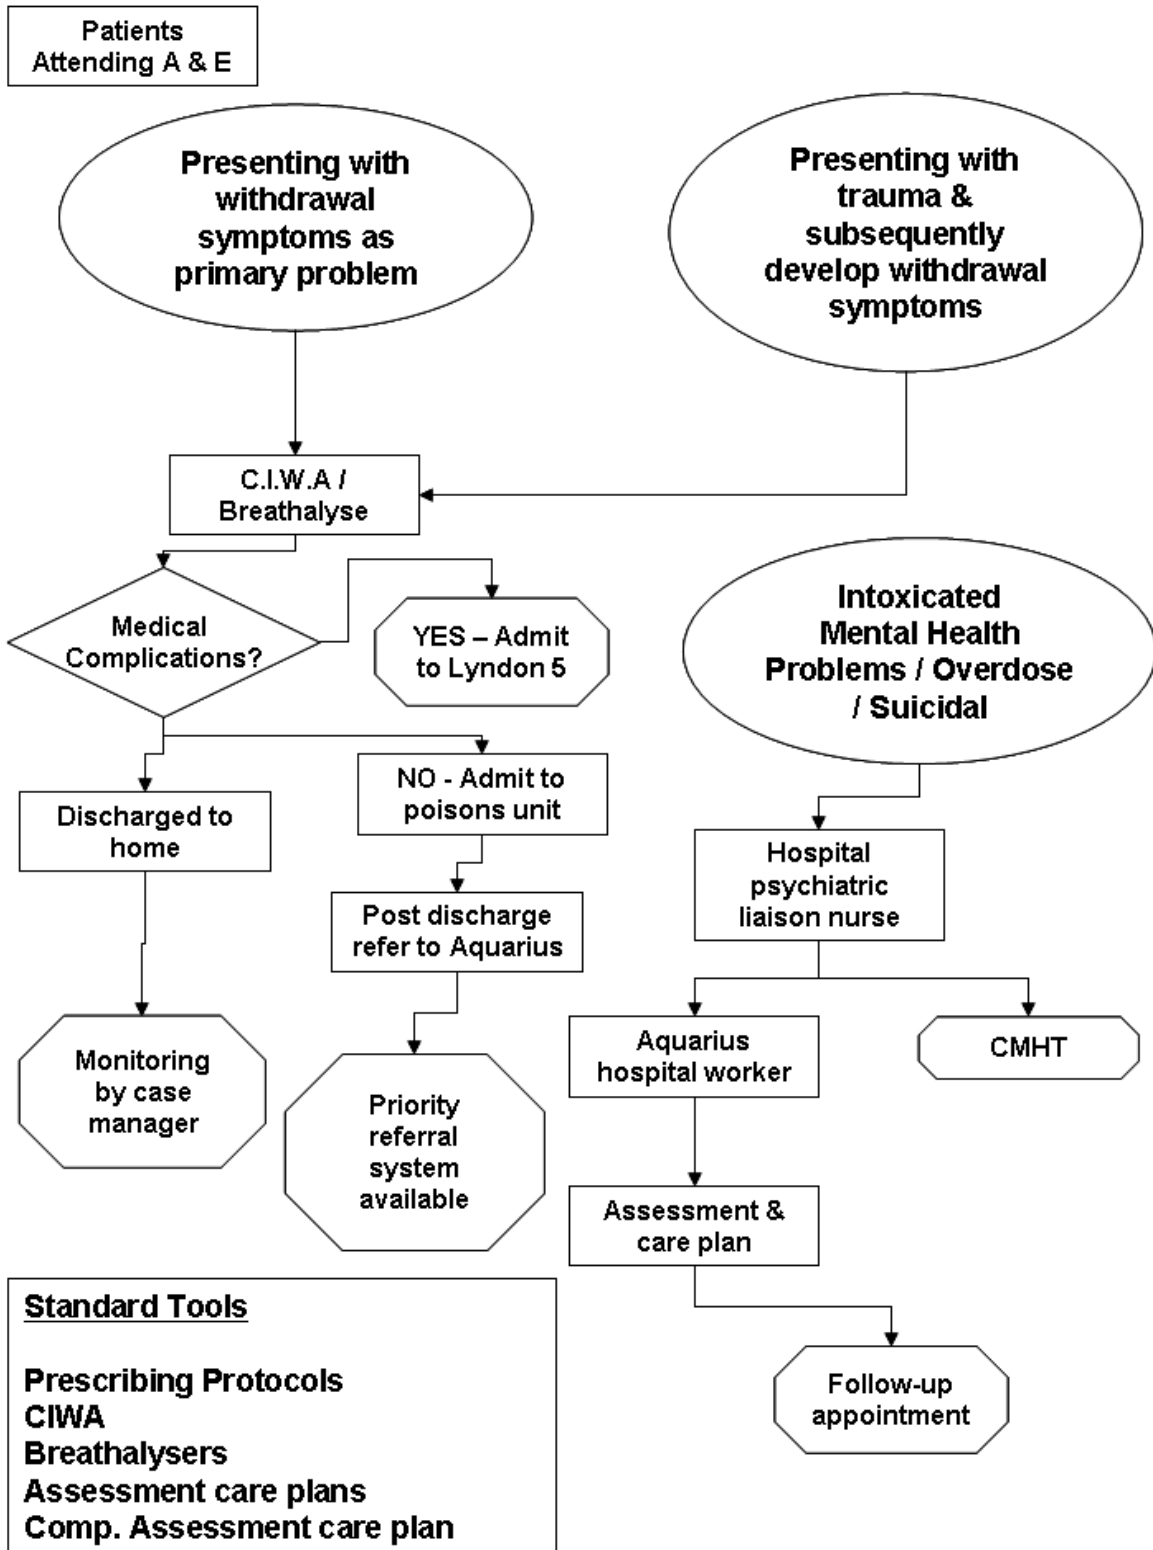 Patients
Attending A & E
Presenting with
withdrawal
symptoms as
primary problem
Presenting with
trauma &
subsequently
develop withdrawal
symptoms
C.I.W.A /
Breathalyse
Medical
Complications?
YES – Admit
to Lyndon 5
Intoxicated
Mental Health
Problems / Overdose
/ Suicidal
Discharged to
home
NO - Admit to
poisons unit
Hospital
psychiatric
liaison nurse
Post discharge
refer to Aquarius
Monitoring
by case
manager
Priority
referral
system
available
Aquarius
hospital worker
CMHT
Assessment &
care plan
Follow-up
appointment
Standard Tools
Prescribing Protocols
CIWA
Breathalysers
Assessment care plans
Comp. Assessment care plan